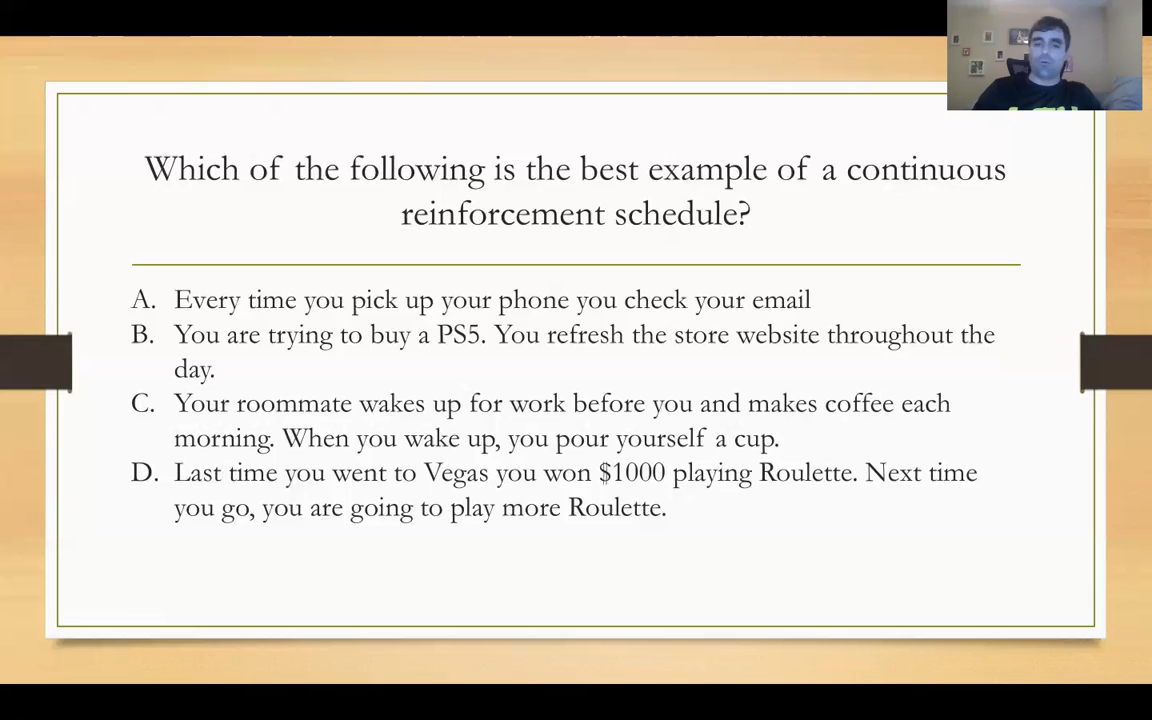 Which of the following is the best example of a continuous
reinforcement schedule?
A. Every time you pick up your phone you check your email
B. You are trying to buy a PS5. You refresh the store website throughout the
day.
C. Your roommate wakes up for work before you and makes coffee each
morning. When you wake up, you pour yourself a cup.
D. Last time you went to Vegas you won $1000 playing Roulette. Next time
you go, you are going to play more Roulette.